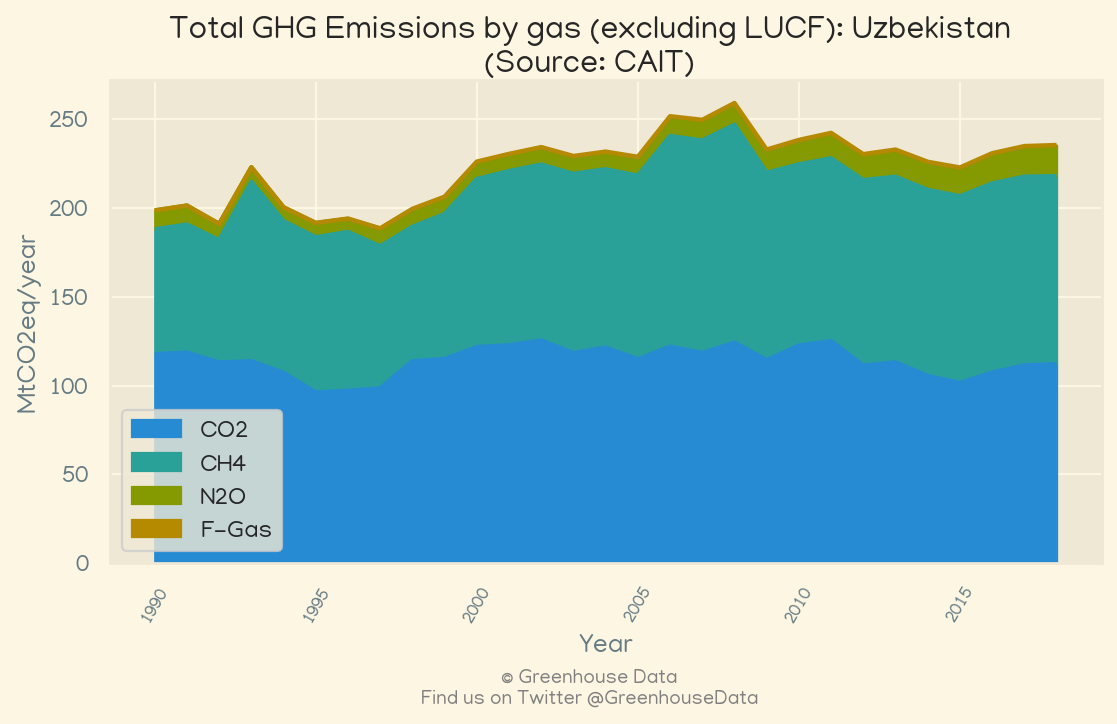 Total GHG Emissions by gas (excluding LUCF): Uzbekistan
(Source: CAIT)
MtCO2eq/year
250
200
150
100
50
0
CO2
CH4
N2O
F-Gas
1990
1995
2000
2005
2010
2015
Year
© Greenhouse Data
Find us on Twitter @GreenhouseData